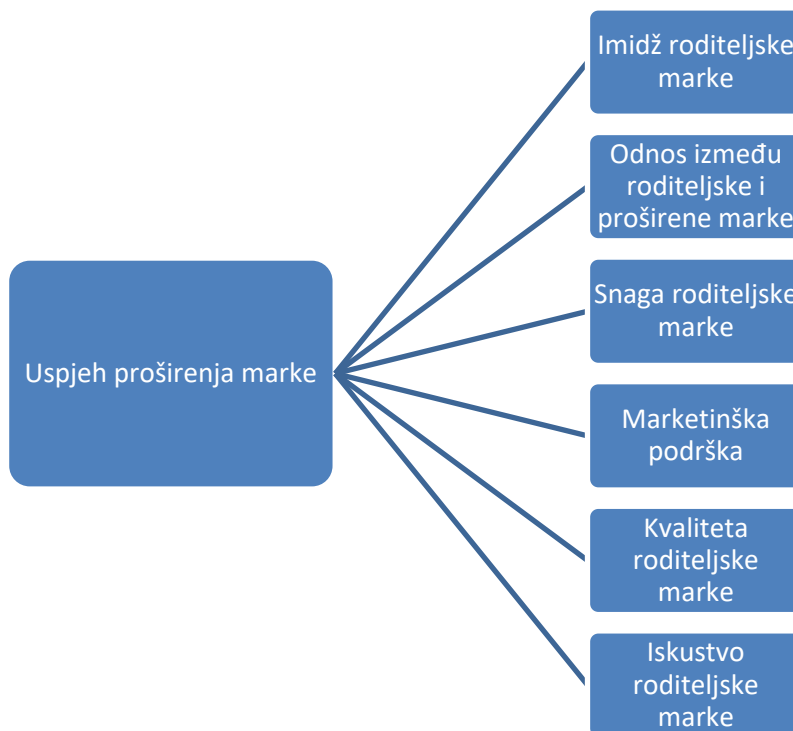 Uspjeh proširenja marke
Imidž roditeljske
marke
Odnos između
roditeljske i
proširene marke
Snaga roditeljske
marke
Marketinška
podrška
Kvaliteta
roditeljske
marke
Iskustvo
roditeljske
marke